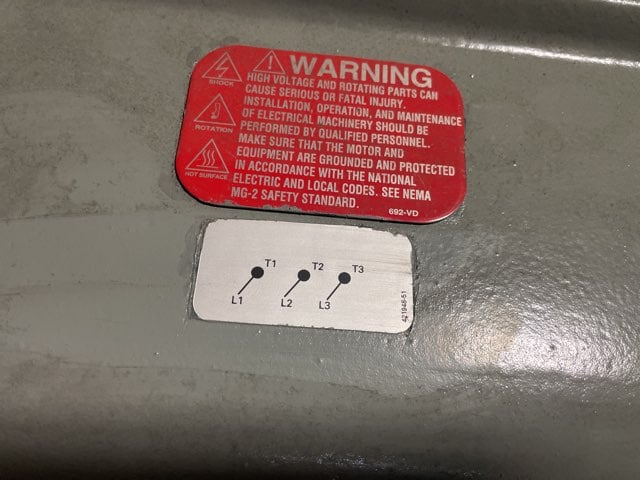 WARNING
SHOCK
ROTATION
HOT SURFACE
HIGH VOLTAGE AND ROTATING PARTS CAN
CAUSE SERIOUS OR FATAL INJURY.
INSTALLATION, OPERATION, AND MAINTENANCE
OF ELECTRICAL MACHINERY SHOULD BE
PERFORMED BY QUALIFIED PERSONNEL.
MAKE SURE THAT THE MOTOR AND
EQUIPMENT ARE GROUNDED AND PROTECTED
IN ACCORDANCE WITH THE NATIONAL
ELECTRIC AND LOCAL CODES. SEE NEMA
MG-2 SAFETY STANDARD.
692-VD
T1 T2 T3
L1 L2 L3
421948-51